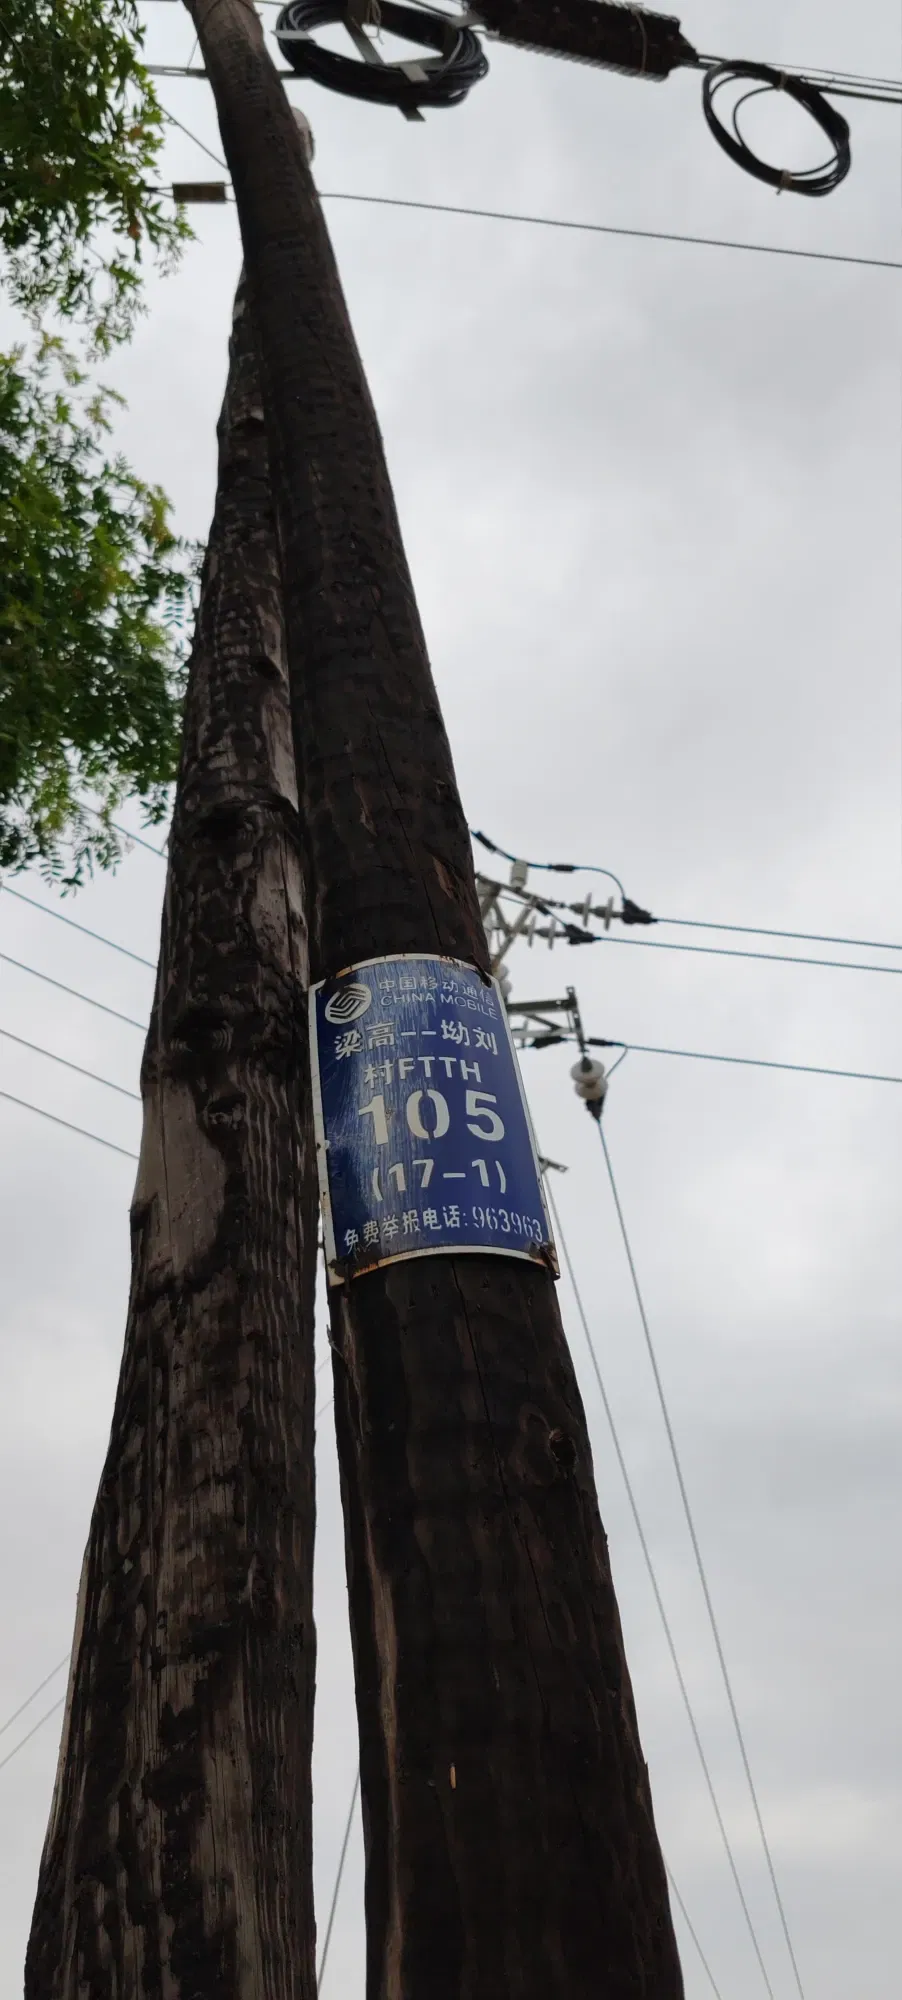 中国移动通信
CHINA MOBILE
梁高--坳刘
村FTTH
105
(17-1)
免费举报电话:963963